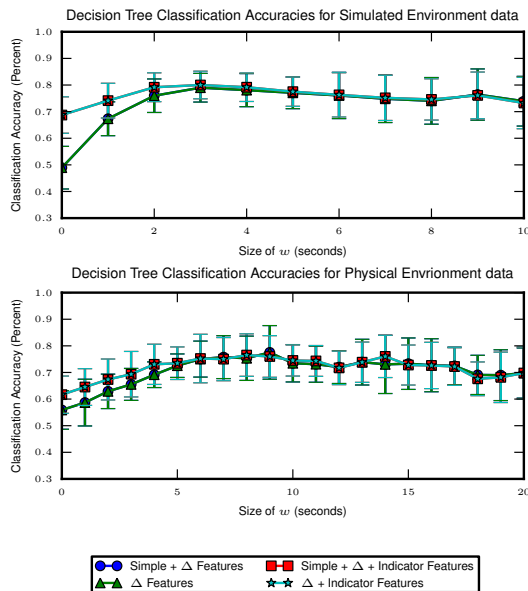 Decision Tree Classification Accuracies for Simulated Environment data
Classification Accuracy (Percent)
1.0
0.9
0.8
0.7
0.6
0.5
0.4
0.3
0 2 4 6 8 10
Size of w (seconds)
Decision Tree Classification Accuracies for Physical Envrionment data
Classification Accuracy (Percent)
1.0
0.9
0.8
0.7
0.6
0.5
0.4
0.3
0 5 10 15 20
Size of w (seconds)
Simple + Δ Features
Δ Features
Simple + Δ + Indicator Features
Δ + Indicator Features